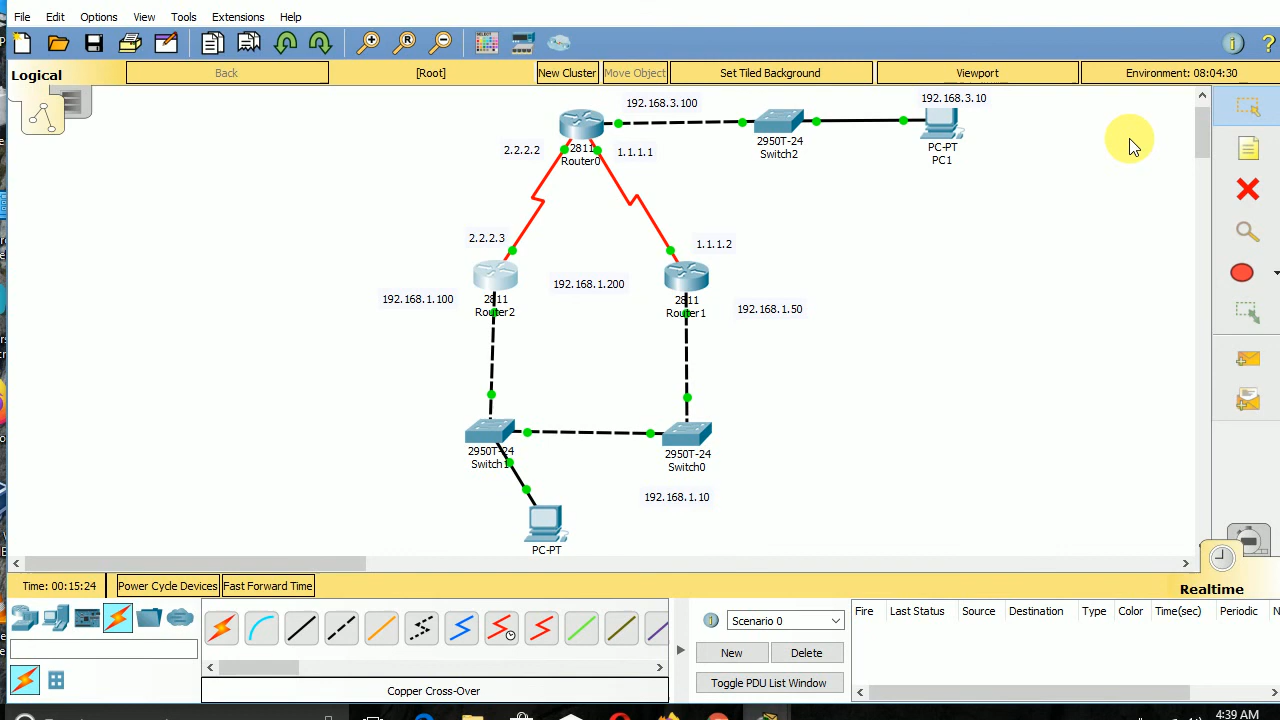 File Edit Options View Tools Extensions Help
Logical Back [Root] New Cluster Move Object Set Tiled Background Viewport Environment: 08:04:30
192.168.3.100
192.168.3.10
2.2.2.2
2811
Router0
1.1.1.1
2950T-24
Switch2
PC-PT
PC1
2.2.2.3
1.1.1.2
192.168.1.100
2811
Router2
192.168.1.200
2811
Router1
192.168.1.50
2950T-24
Switch1
2950T-24
Switch0
192.168.1.10
PC-PT
Time: 00:15:24 Power Cycle Devices Fast Forward Time Realtime
Scenario 0
New Delete
Toggle PDU List Window
Fire Last Status Source Destination Type Color Time(sec) Periodic N
Copper Cross-Over
4:39 AM